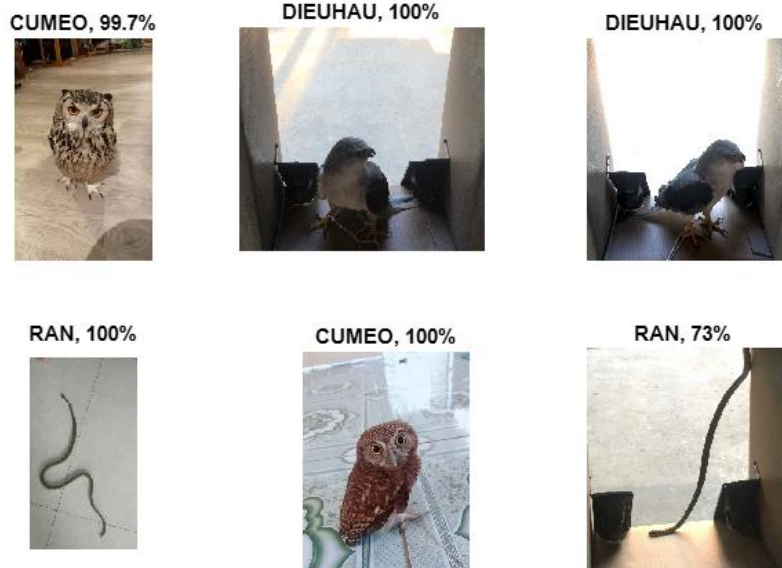 CUMEO, 99.7%
DIEUHAU, 100%
DIEUHAU, 100%
RAN, 100%
CUMEO, 100%
RAN, 73%